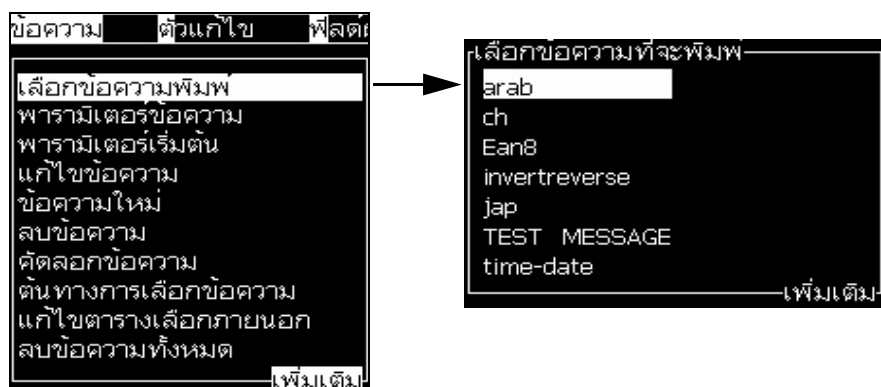 ข้อความ ตัวแก้ไข ฟิลด์
เลือกข้อความพิมพ์
พารามิเตอร์ข้อความ
พารามิเตอร์เริ่มต้น
แก้ไขข้อความ
ข้อความใหม่
ลบข้อความ
คัดลอกข้อความ
ต้นทางการเลือกข้อความ
แก้ไขตารางเลือกภายนอก
ลบข้อความทั้งหมด
เพิ่มเติม
เลือกข้อความที่จะพิมพ์
arab
ch
Ean8
invertreverse
jap
TEST MESSAGE
time-date
เพิ่มเติม